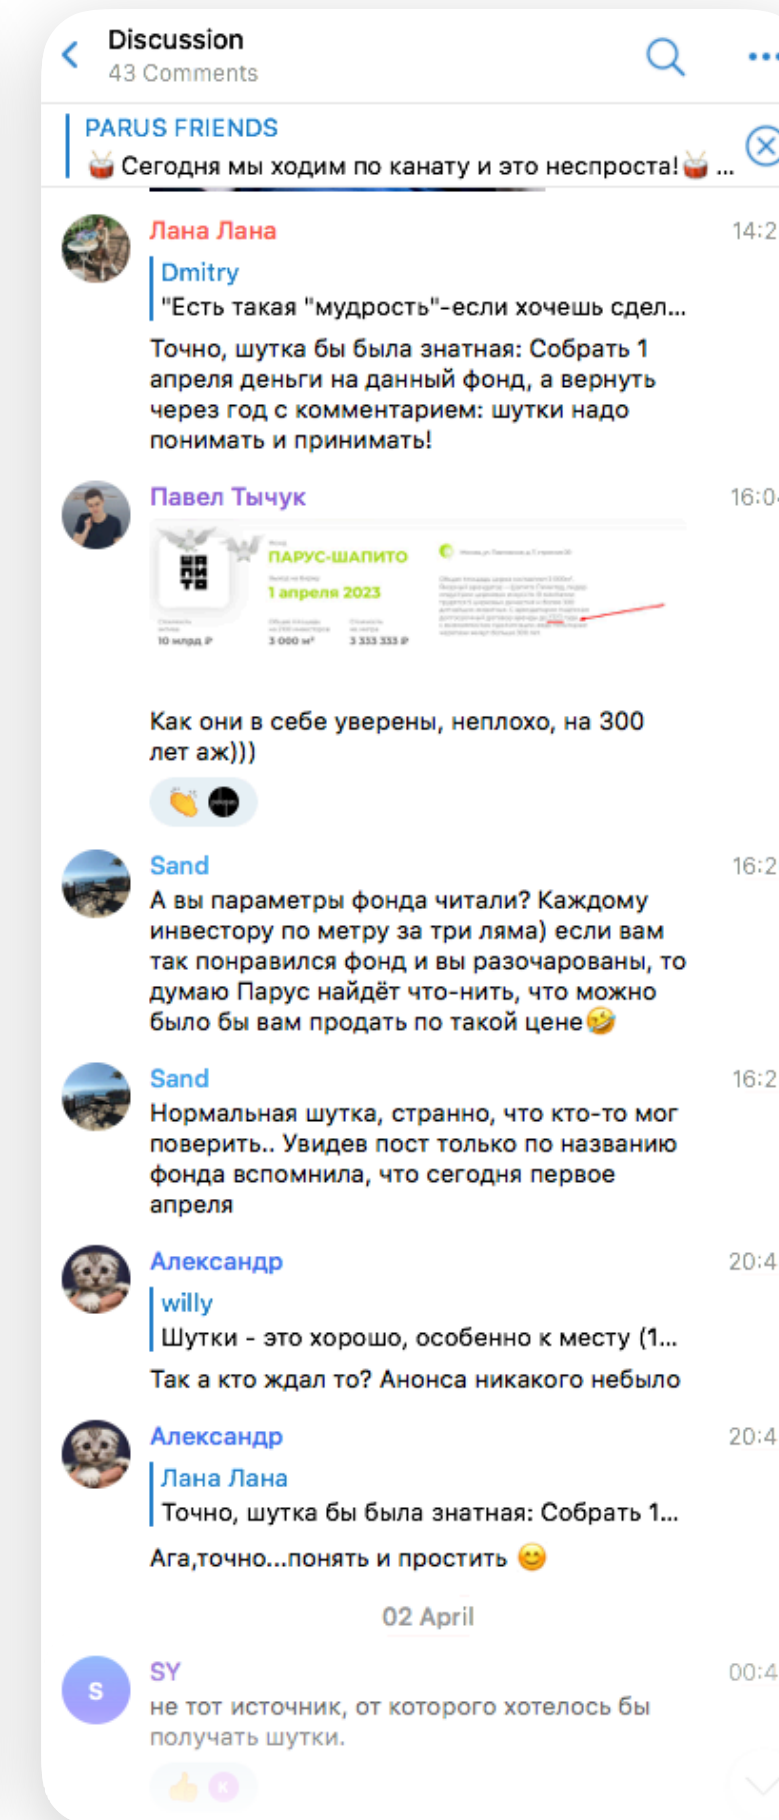 Discussion
43 Comments
PARUS FRIENDS
🥁 Сегодня мы ходим по канату и это неспроста!🥁 ...
Лана Лана
14:2
Dmitry
"Есть такая "мудрость"-если хочешь сдел...
Точно, шутка бы была знатная: Собрать 1
апреля деньги на данный фонд, а вернуть
через год с комментарием: шутки надо
понимать и принимать!
Павел Тычук
16:04
ША
ПИ
ТО
ПАРУС-ШАПИТО
1 апреля 2023
10 млрд. ₽
3 000 м²
3 333 333 ₽
Как они в себе уверены, неплохо, на 300
лет аж)))
Sand
16:2
А вы параметры фонда читали? Каждому
инвестору по метру за три ляма) если вам
так понравился фонд и вы разочарованы, то
думаю Парус найдёт что-нить, что можно
было бы вам продать по такой цене🤣
Sand
16:2
Нормальная шутка, странно, что кто-то мог
поверить.. Увидев пост только по названию
фонда вспомнила, что сегодня первое
апреля
Александр
20:4
willy
Шутки - это хорошо, особенно к месту (1...
Так а кто ждал то? Анонса никакого небыло
Александр
20:4
Лана Лана
Точно, шутка бы была знатная: Собрать 1...
Ага,точно...понять и простить 😊
02 April
S
SY
00:4
не тот источник, от которого хотелось бы
получать шутки.
K